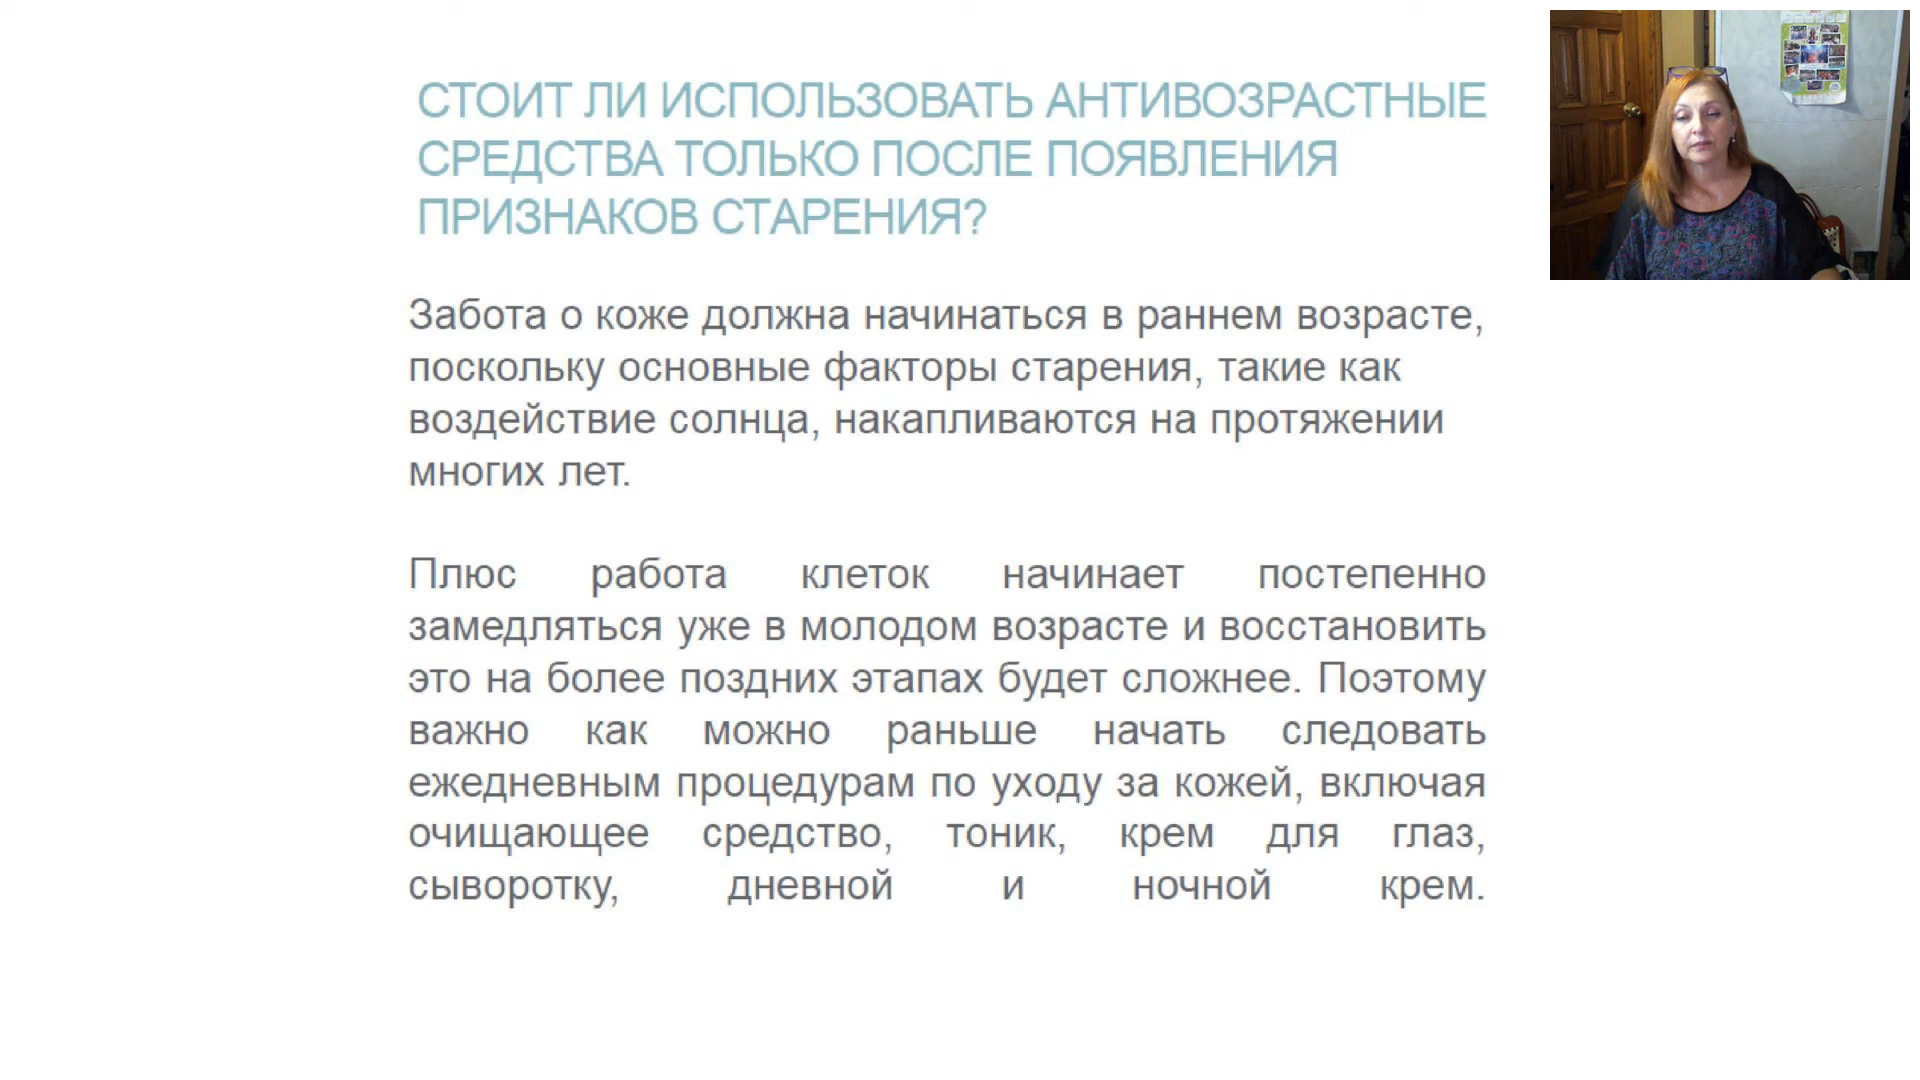 СТОИТ ЛИ ИСПОЛЬЗОВАТЬ АНТИВОЗРАСТНЫЕ
СРЕДСТВА ТОЛЬКО ПОСЛЕ ПОЯВЛЕНИЯ
ПРИЗНАКОВ СТАРЕНИЯ?
Забота о коже должна начинаться в раннем возрасте,
поскольку основные факторы старения, такие как
воздействие солнца, накапливаются на протяжении
многих лет.
Плюс работа клеток начинает постепенно
замедляться уже в молодом возрасте и восстановить
это на более поздних этапах будет сложнее. Поэтому
важно как можно раньше начать следовать
ежедневным процедурам по уходу за кожей, включая
очищающее средство, тоник, крем для глаз,
сыворотку, дневной и ночной крем.